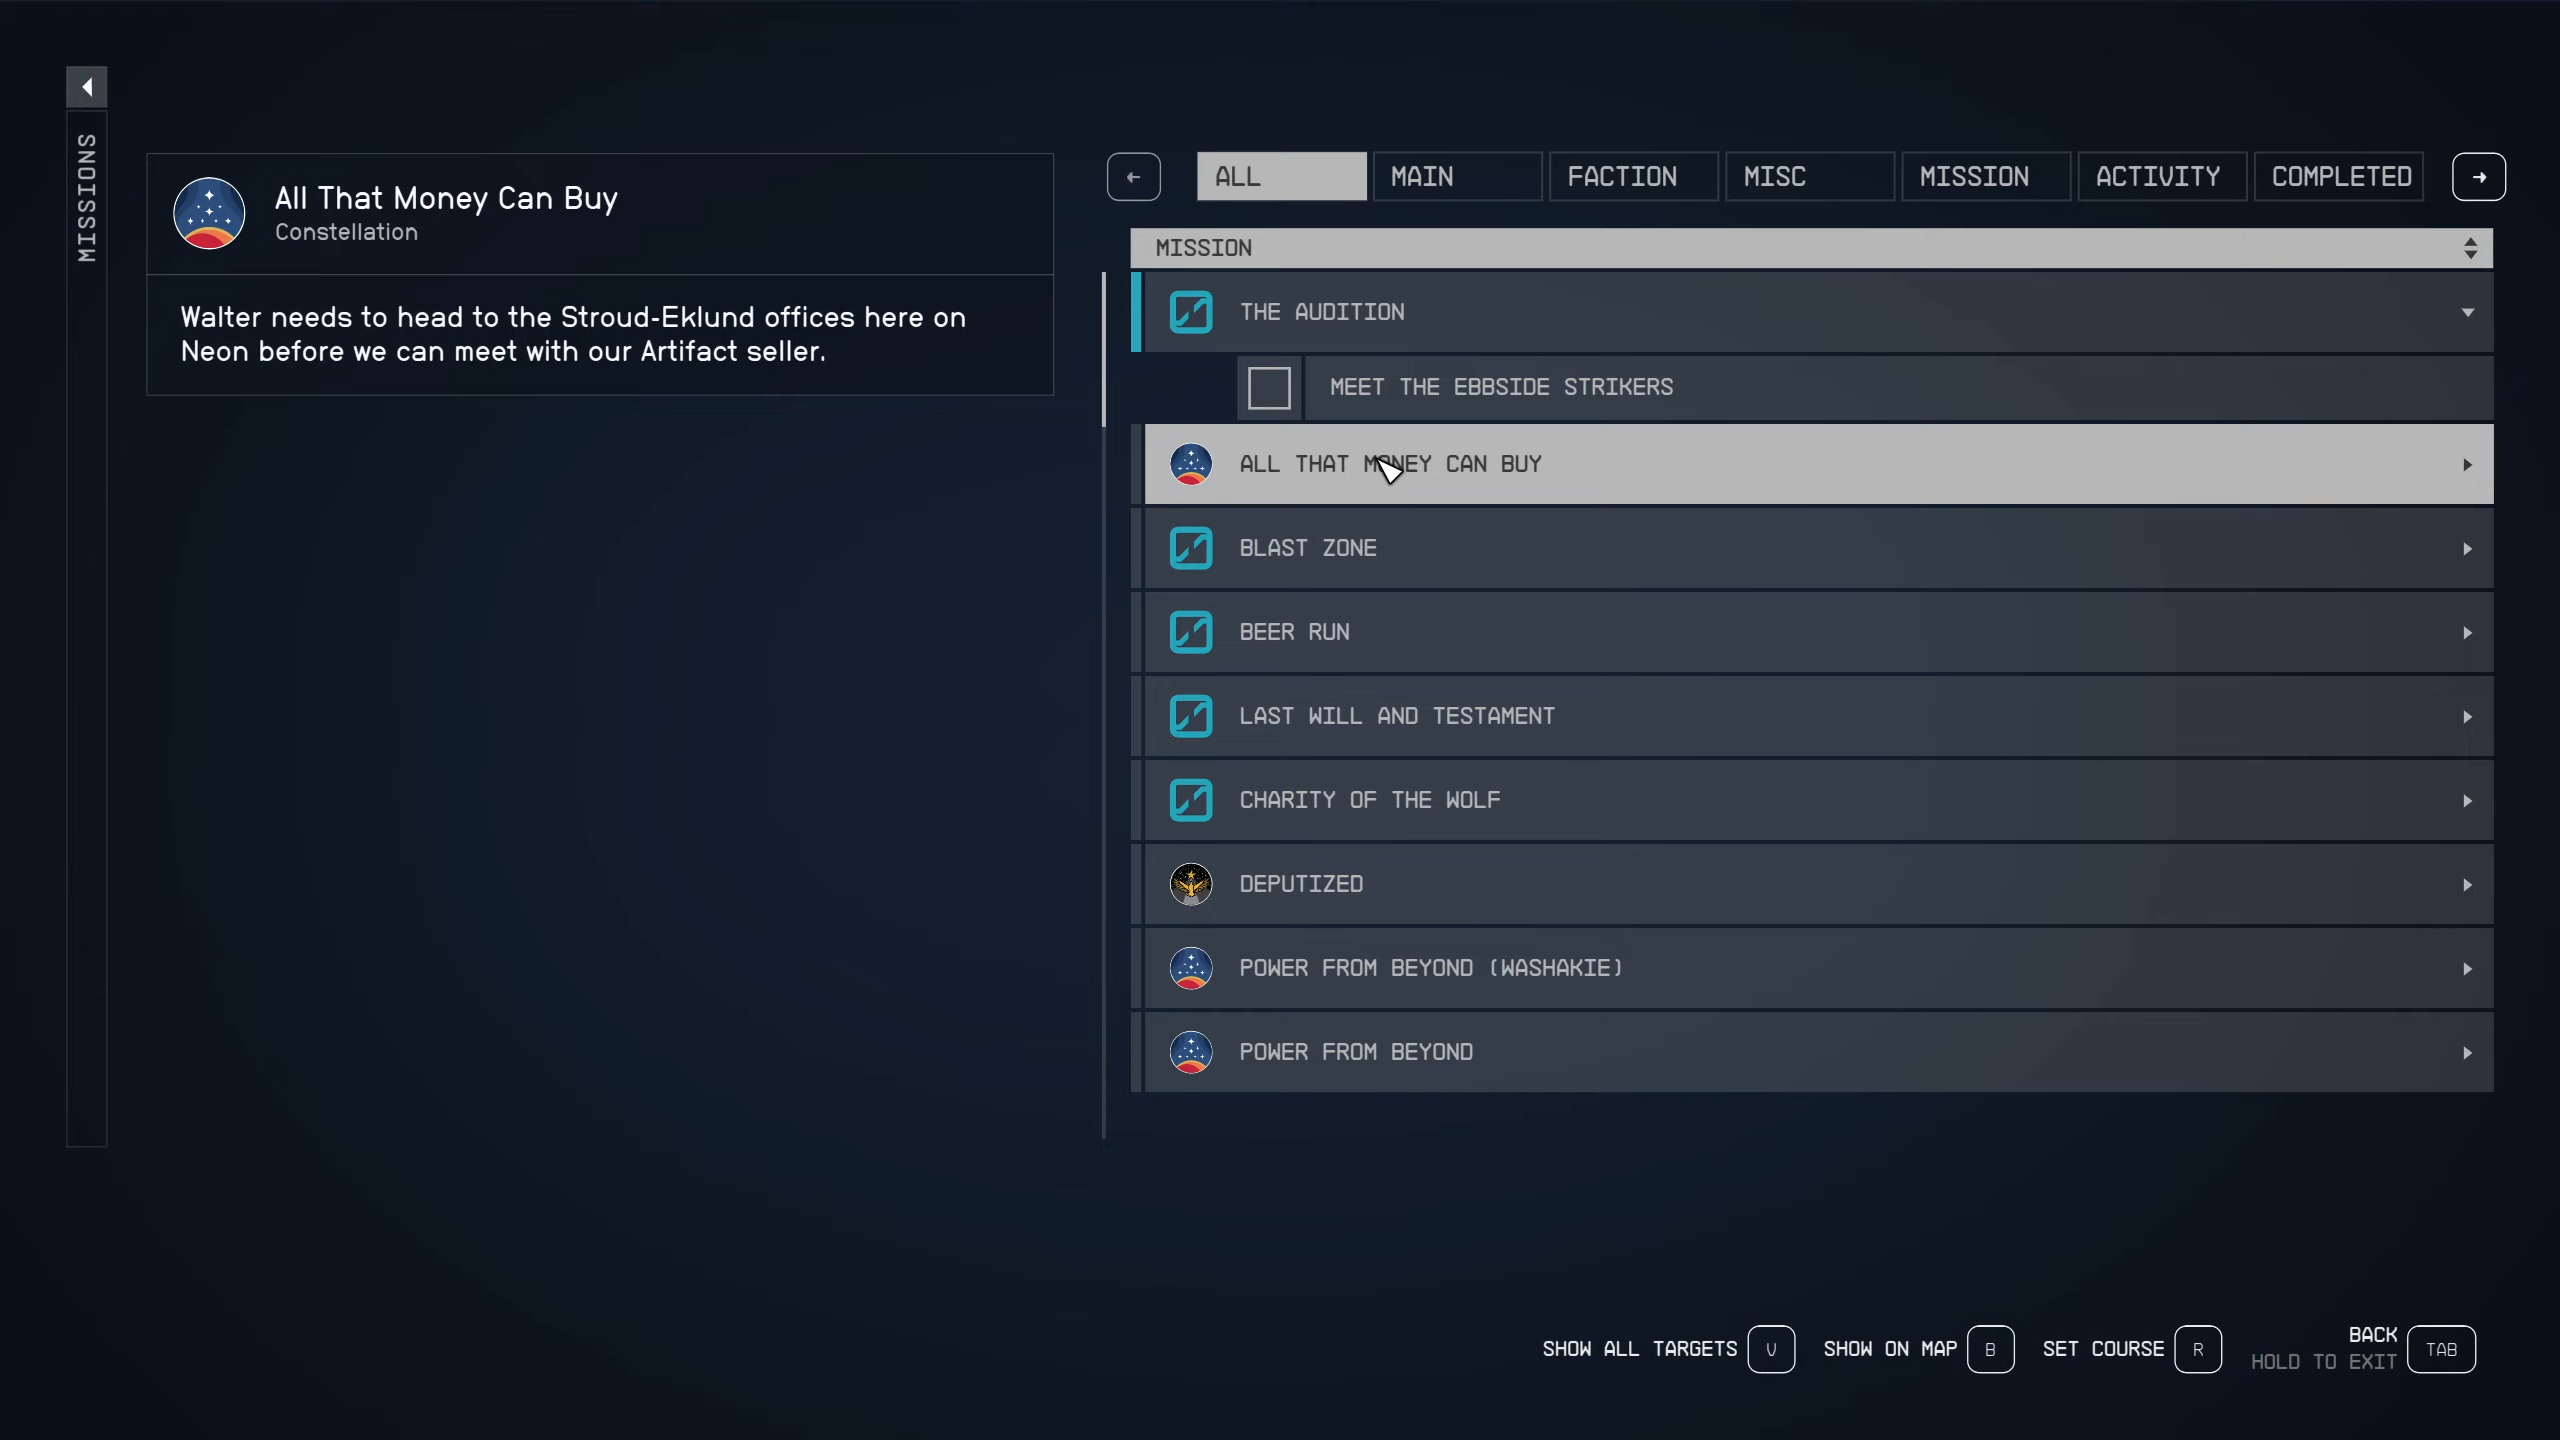 MISSIONS
All That Money Can Buy
Constellation
Walter needs to head to the Stroud-Eklund offices here on
Neon before we can meet with our Artifact seller.
ALL
MAIN
FACTION
MISC
MISSION
ACTIVITY
COMPLETED
MISSION
THE AUDITION
MEET THE EBBSIDE STRIKERS
ALL THAT MONEY CAN BUY
BLAST ZONE
BEER RUN
LAST WILL AND TESTAMENT
CHARITY OF THE WOLF
DEPUTIZED
POWER FROM BEYOND (WASHAKIE)
POWER FROM BEYOND
SHOW ALL TARGETS V
SHOW ON MAP B
SET COURSE R
BACK
HOLD TO EXIT
TAB